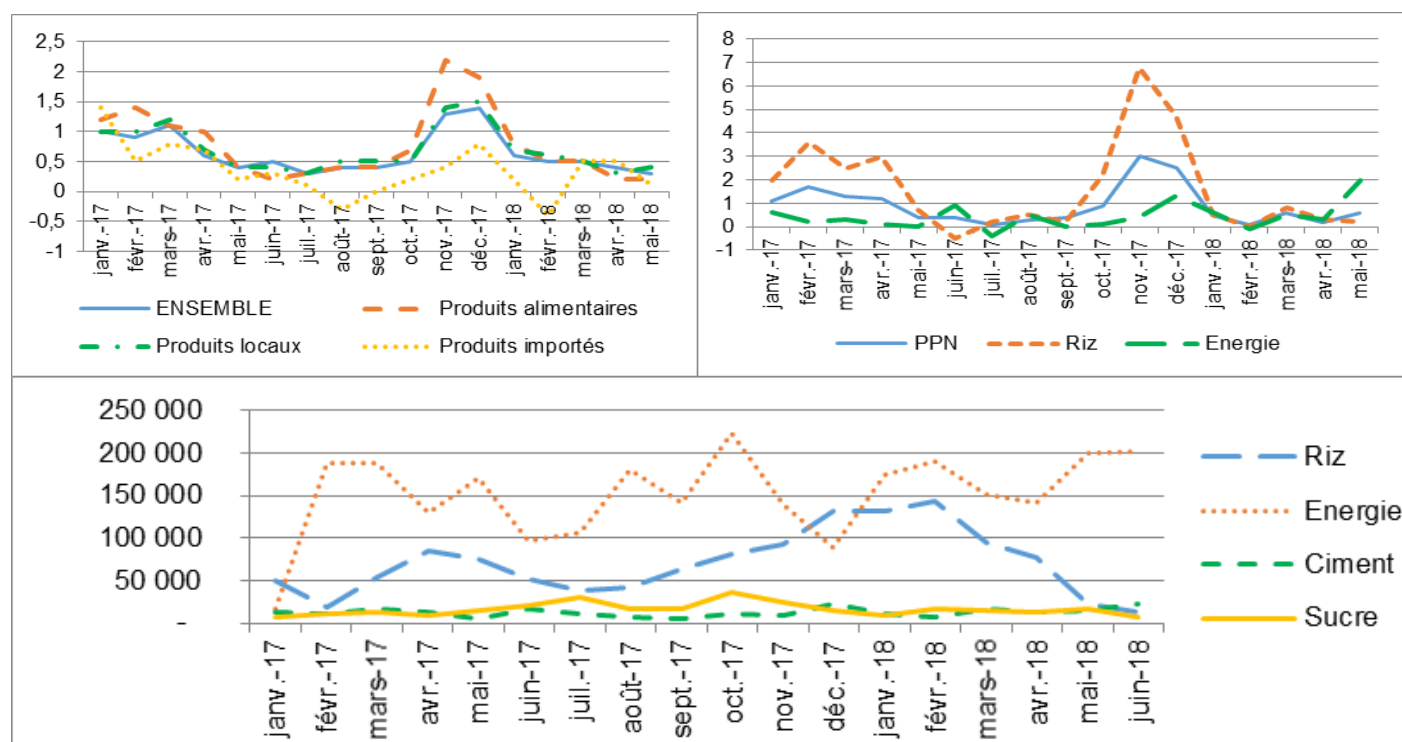 2,5
2
1,5
1
0,5
0
-0,5
-1
janv.-17
févr.-17
mars-17
avr.-17
mai-17
juin-17
juil.-17
août-17
sept.-17
oct.-17
nov.-17
déc.-17
janv.-18
févr.-18
mars-18
avr.-18
mai-18
ENSEMBLE
Produits alimentaires
Produits locaux
Produits importés
8
7
6
5
4
3
2
1
0
-1
janv.-17
févr.-17
mars-17
avr.-17
mai-17
juin-17
juil.-17
août-17
sept.-17
oct.-17
nov.-17
déc.-17
janv.-18
févr.-18
mars-18
avr.-18
mai-18
PPN
Riz
Energie
250 000
200 000
150 000
100 000
50 000
-
janv.-17
févr.-17
mars-17
avr.-17
mai-17
juin-17
juil.-17
août-17
sept.-17
oct.-17
nov.-17
déc.-17
janv.-18
févr.-18
mars-18
avr.-18
mai-18
juin-18
Riz
Energie
Ciment
Sucre